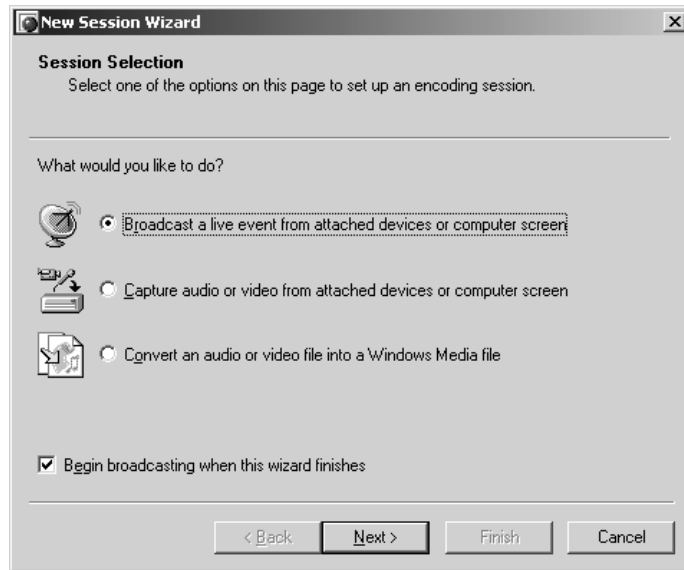 New Session Wizard
Session Selection
Select one of the options on this page to set up an encoding session.
What would you like to do?
Broadcast a live event from attached devices or computer screen
Capture audio or video from attached devices or computer screen
Convert an audio or video file into a Windows Media file
Begin broadcasting when this wizard finishes
< Back
Next >
Finish
Cancel